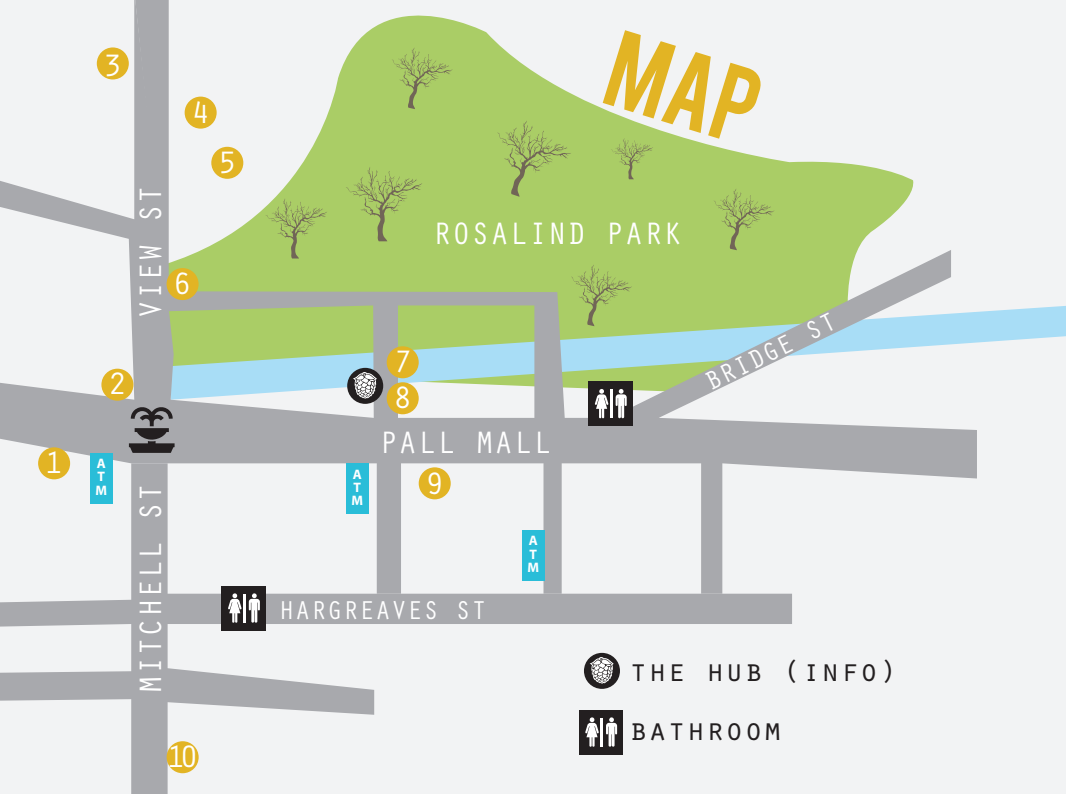 MAP
3
4
5
VIEW ST
ROSALIND PARK
6
BRIDGE ST
7
2
8
PALL MALL
1
ATM
ATM
9
ATM
MITCHELL ST
HARGREAVES ST
THE HUB (INFO)
BATHROOM
10